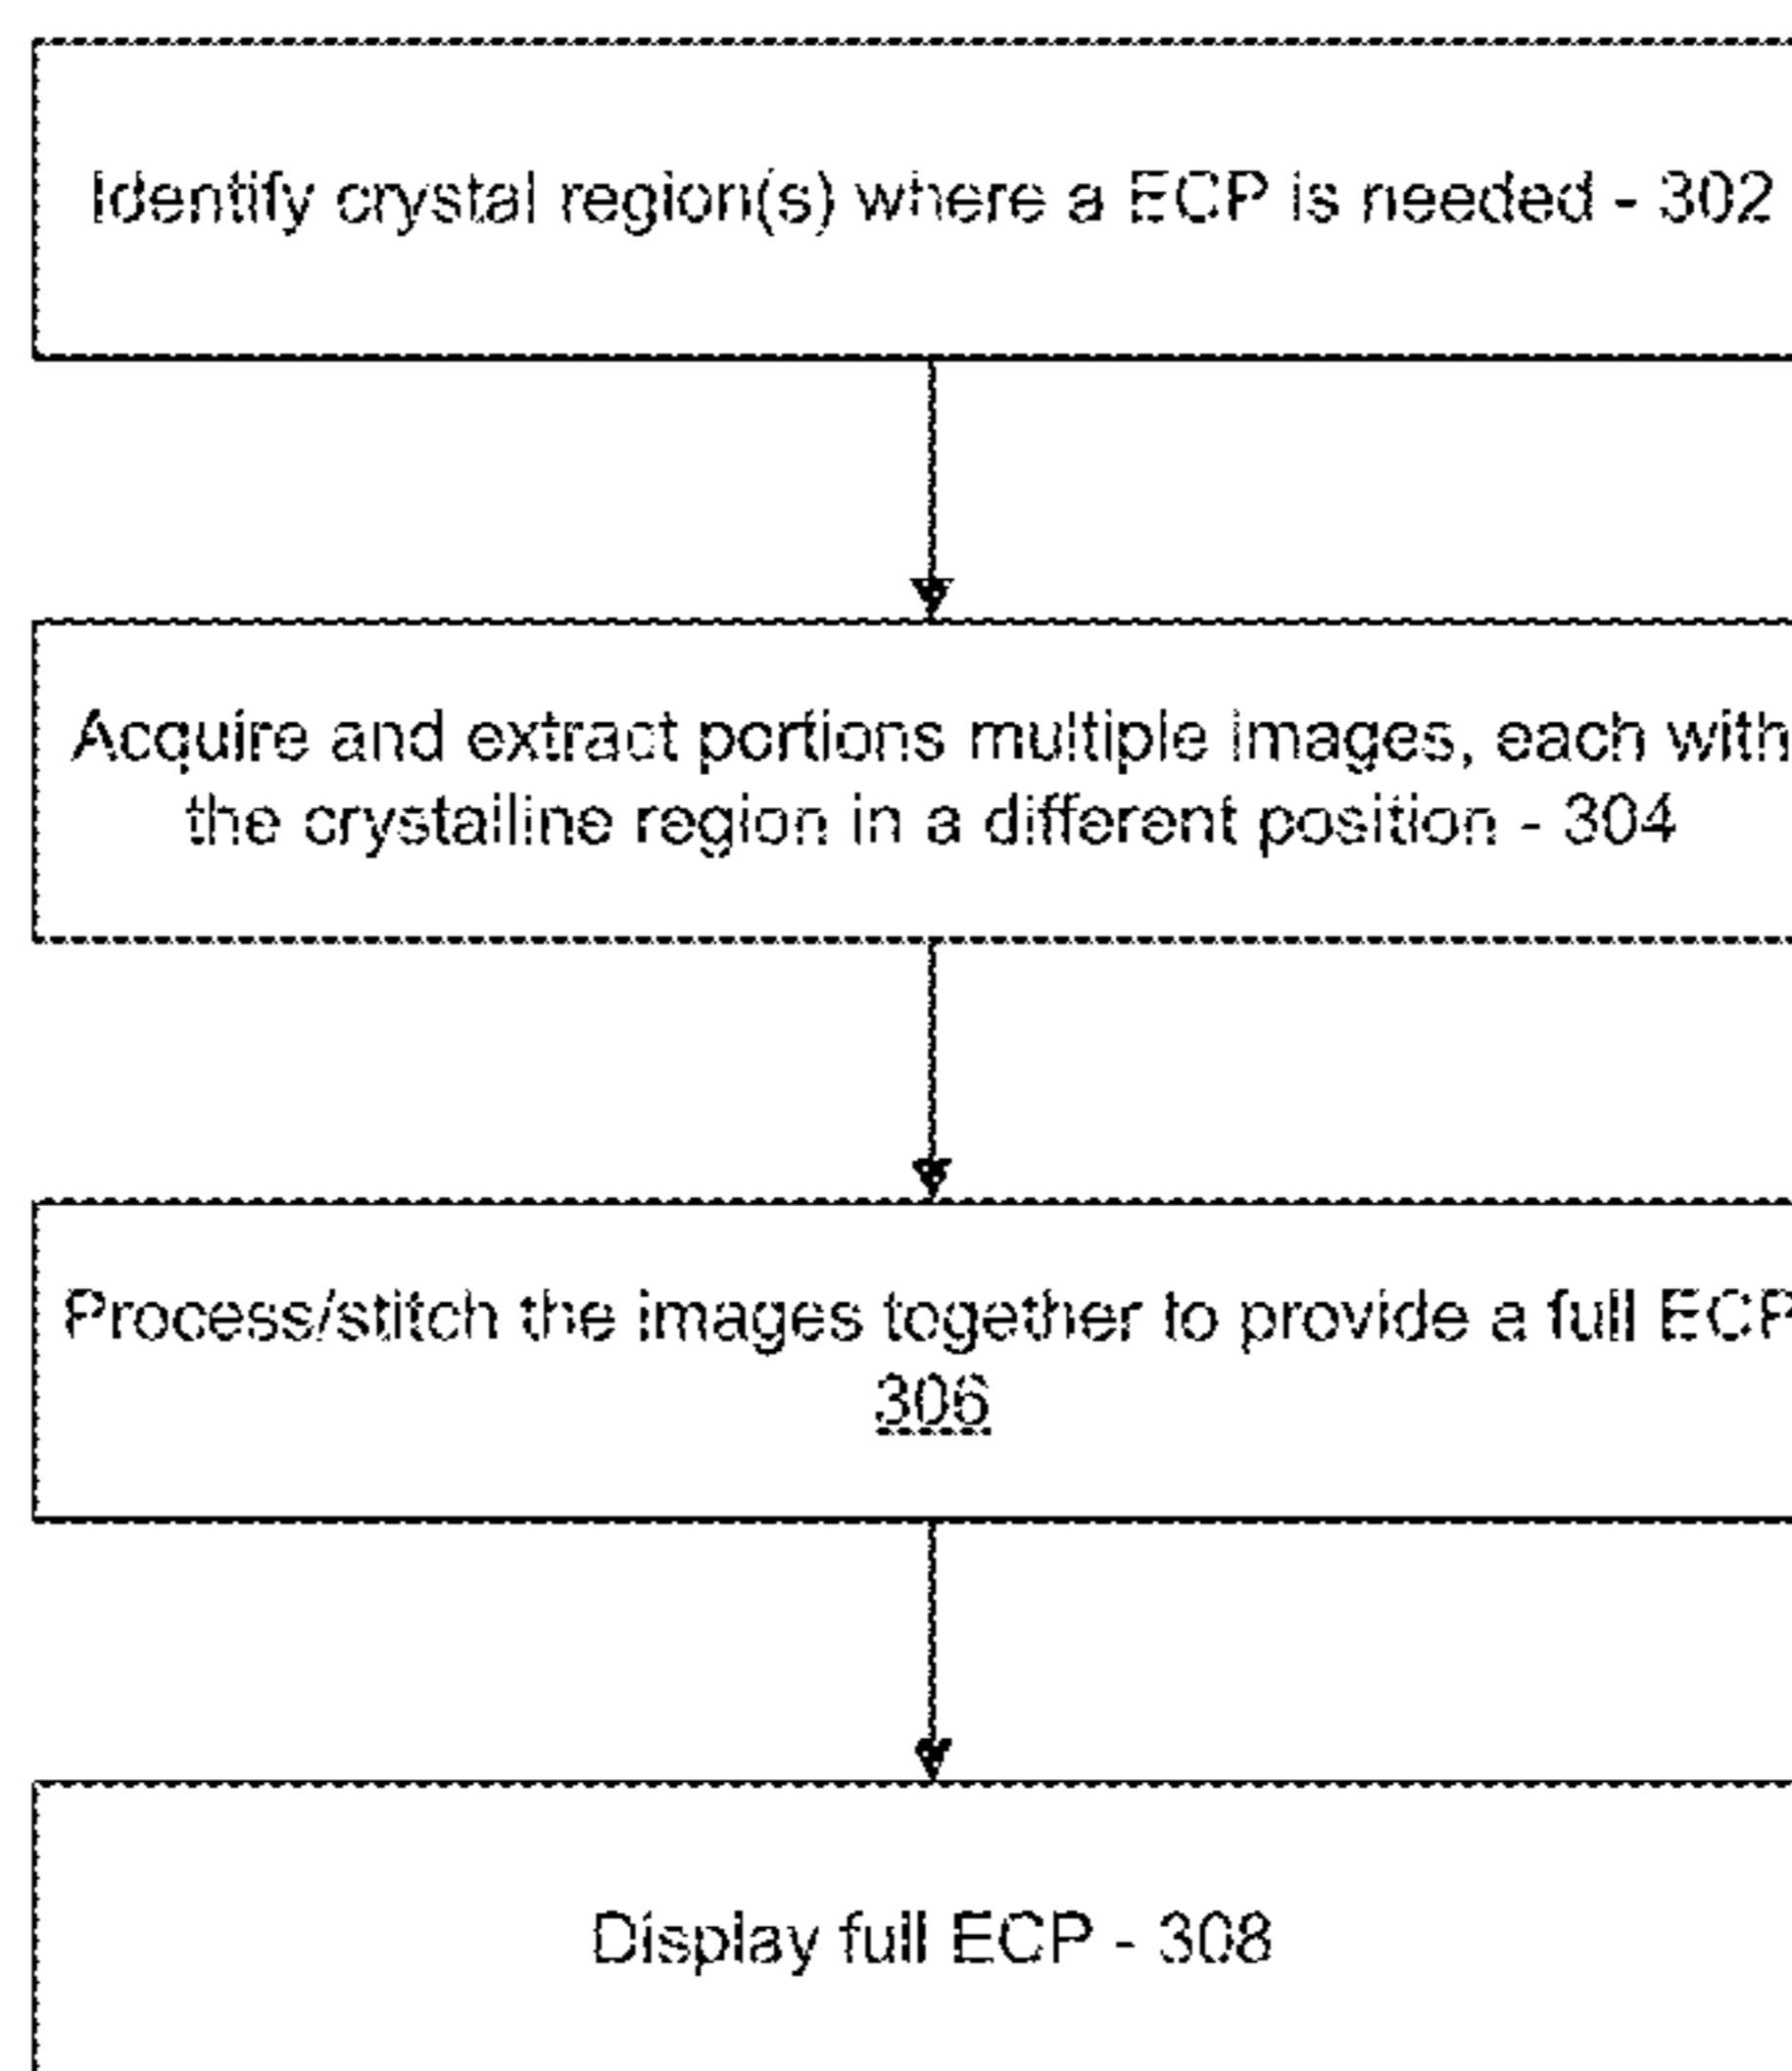 Identify crystal region(s) where a ECP is needed - 302
Acquire and extract portions multiple images, each with
the crystalline region in a different position - 304
Process/stitch the images together to provide a full ECP
306
Display full ECP - 308